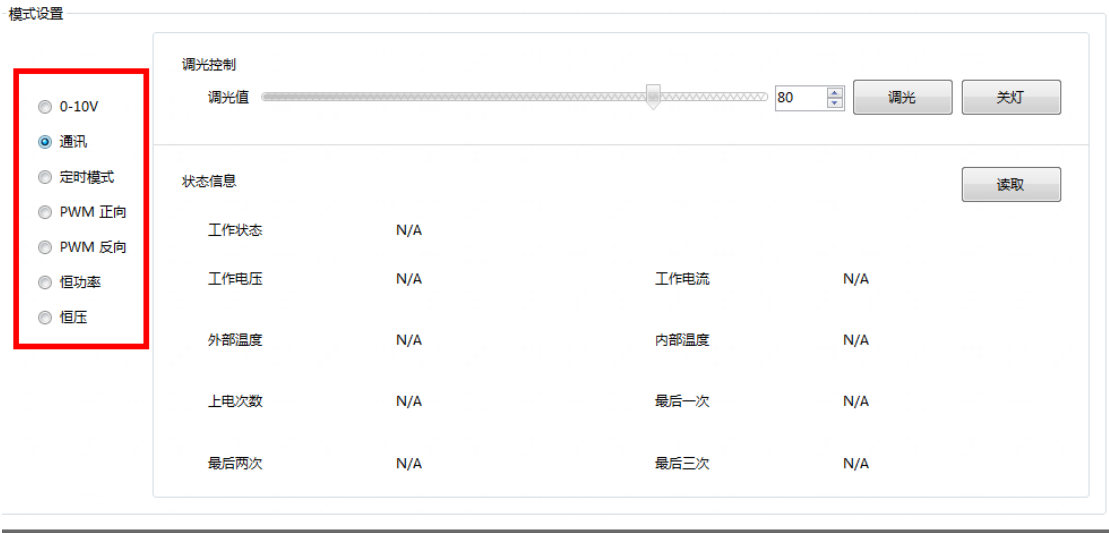 模式设置
0-10V
通讯
定时模式
PWM 正向
PWM 反向
恒功率
恒压
调光控制
调光值 80 调光 关灯
状态信息 读取
工作状态 N/A
工作电压 N/A 工作电流 N/A
外部温度 N/A 内部温度 N/A
上电次数 N/A 最后一次 N/A
最后两次 N/A 最后三次 N/A